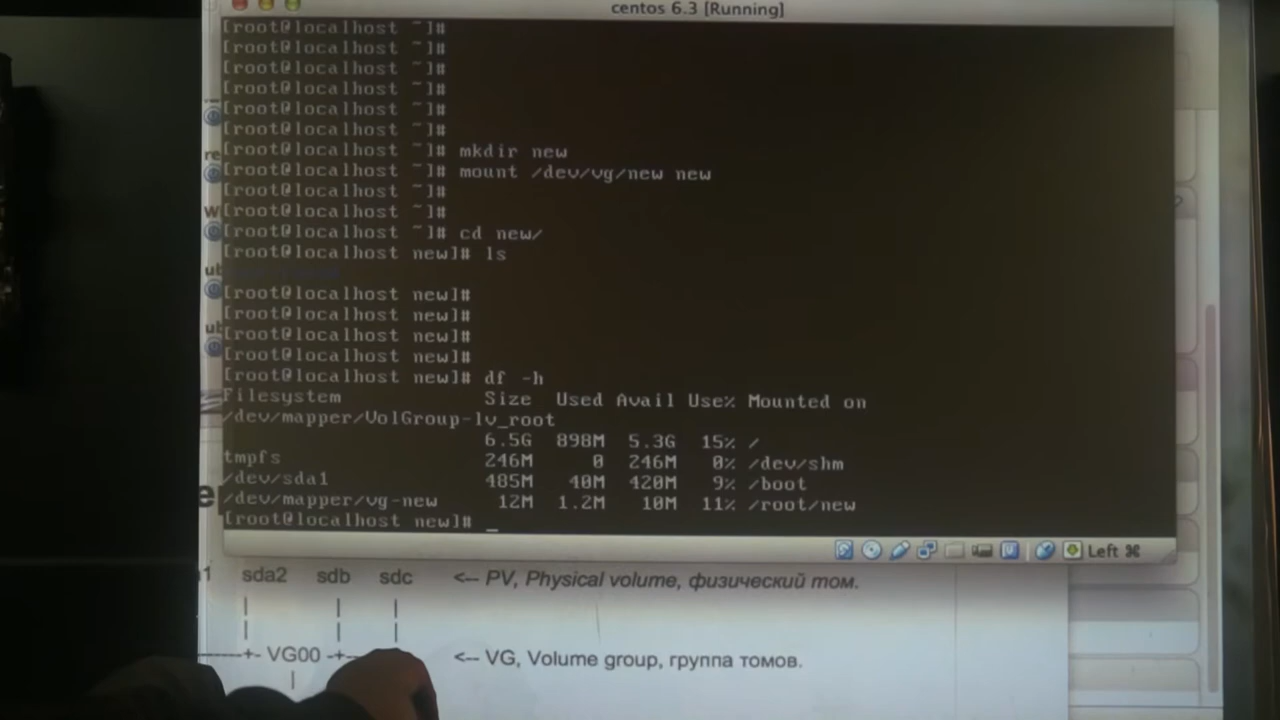 centos 6.3 [Running]
[root@localhost ~]#
[root@localhost ~]#
[root@localhost ~]#
[root@localhost ~]#
[root@localhost ~]#
[root@localhost ~]#
[root@localhost ~]# mkdir new
[root@localhost ~]# mount /dev/vg/new new
[root@localhost ~]#
[root@localhost ~]#
[root@localhost ~]# cd new/
[root@localhost new]# ls
[root@localhost new]#
[root@localhost new]#
[root@localhost new]#
[root@localhost new]#
[root@localhost new]# df -h
Filesystem Size Used Avail Use% Mounted on
/dev/mapper/VolGroup-lv_root
6.5G 898M 5.3G 15% /
tmpfs 246M 0 246M 0% /dev/shm
/dev/sda1 485M 40M 420M 9% /boot
/dev/mapper/vg-new 12M 1.2M 10M 11% /root/new
[root@localhost new]# _
Left ⌘
sda2 sdb sdc <-- PV, Physical volume, физический том.
| | |
| | |
+- VG00 -+- <-- VG, Volume group, группа томов.
|